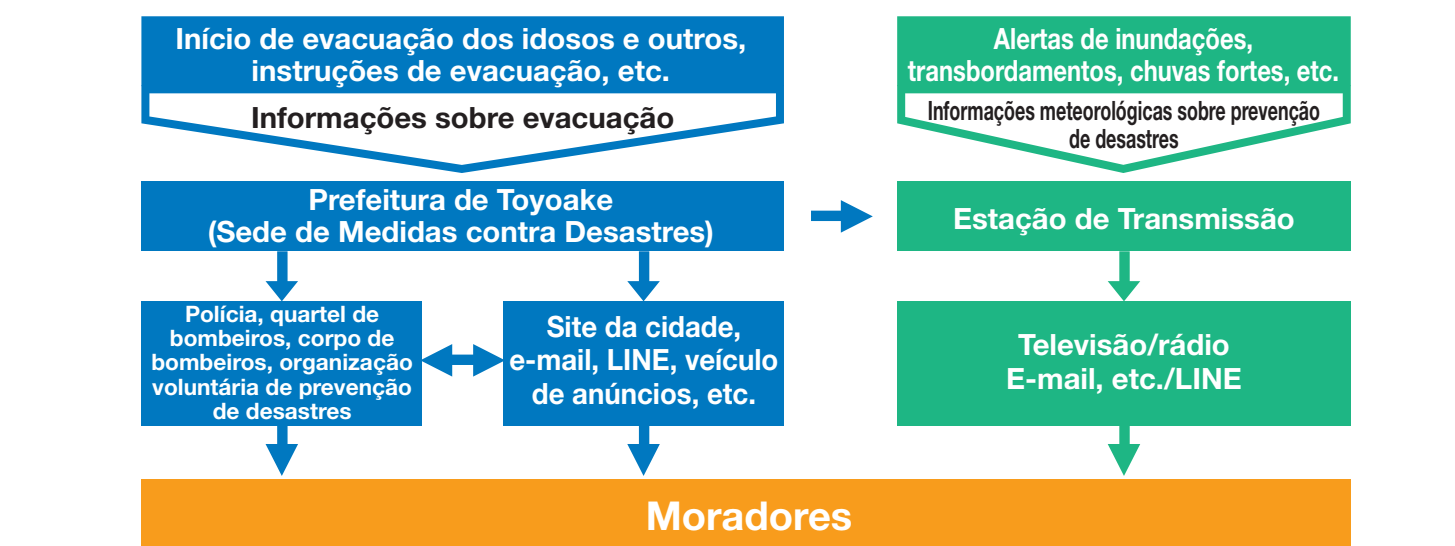 Início de evacuação dos idosos e outros,
instruções de evacuação, etc.
Informações sobre evacuação
Alertas de inundações,
transbordamentos, chuvas fortes, etc.
Informações meteorológicas sobre prevenção
de desastres
Prefeitura de Toyoake
(Sede de Medidas contra Desastres)
Estação de Transmissão
Polícia, quartel de
bombeiros, corpo de
bombeiros, organização
voluntária de prevenção
de desastres
Site da cidade,
e-mail, LINE, veículo
de anúncios, etc.
Televisão/rádio
E-mail, etc./LINE
Moradores